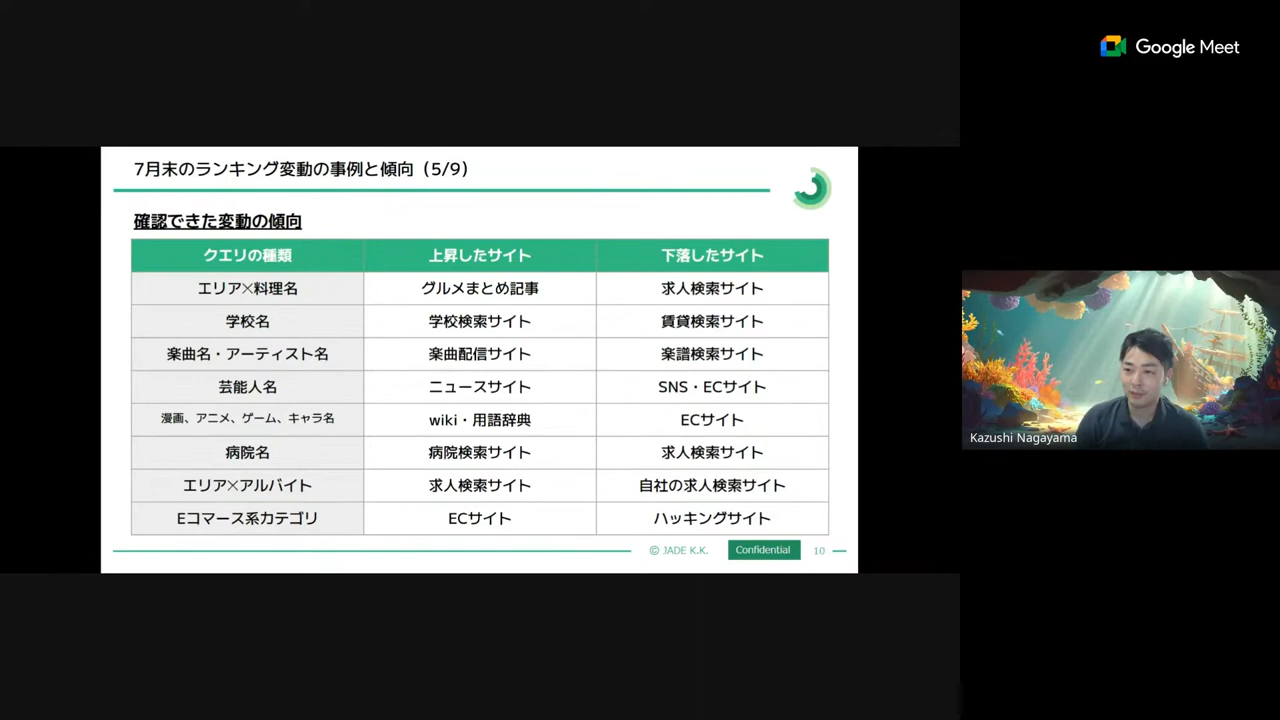 Google Meet
7月末のランキング変動の事例と傾向（5/9）
確認できた変動の傾向
クエリの種類 上昇したサイト 下落したサイト
エリア×料理名 グルメまとめ記事 求人検索サイト
学校名 学校検索サイト 賃貸検索サイト
楽曲名・アーティスト名 楽曲配信サイト 楽譜検索サイト
芸能人名 ニュースサイト SNS・ECサイト
漫画、アニメ、ゲーム、キャラ名 wiki・用語辞典 ECサイト
病院名 病院検索サイト 求人検索サイト
エリア×アルバイト 求人検索サイト 自社の求人検索サイト
Eコマース系カテゴリ ECサイト ハッキングサイト
© JADE K.K. Confidential 10
Kazushi Nagayama